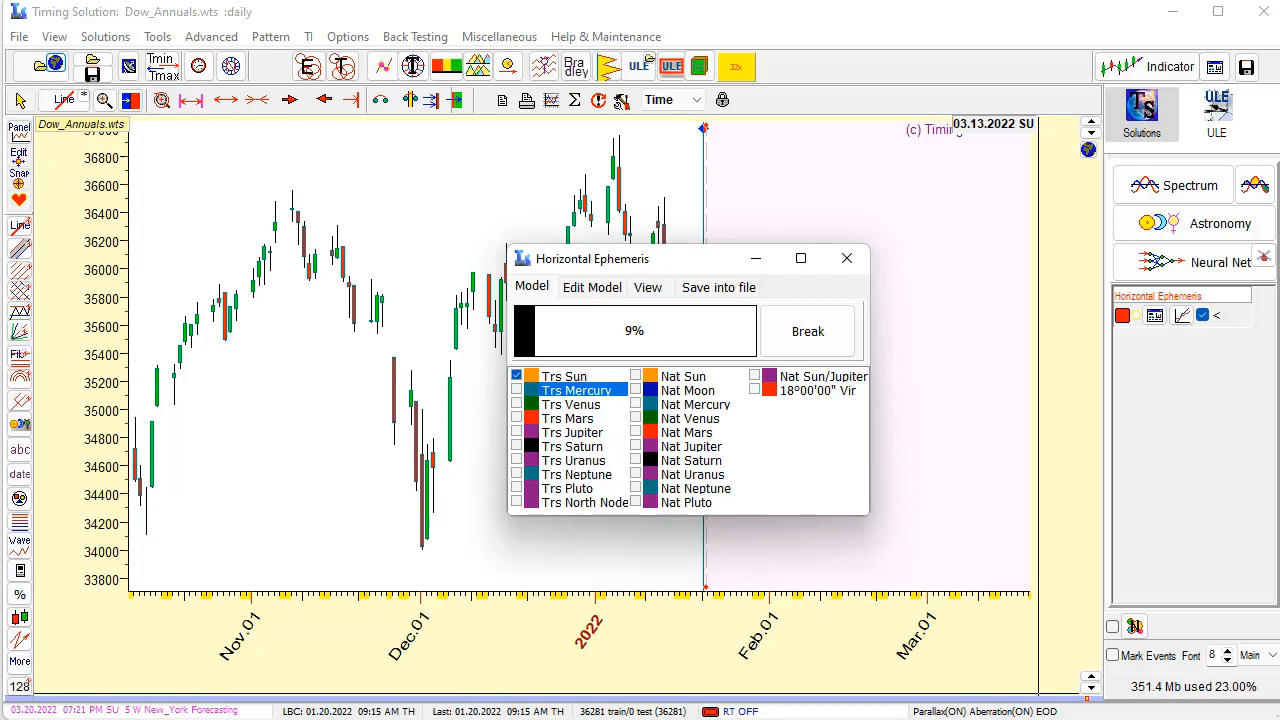 Timing Solution: Dow_Annuals.wts :daily
File View Solutions Tools Advanced Pattern TI Options Back Testing Miscellaneous Help & Maintenance
Tmin Tmax E T T Bra dley ULE ULE 32x Indicator
Line * Time
Panel
Edit
Snap
Line
Fib
abc
date
Wave
%
More
128
Dow_Annuals.wts
03.13.2022 SU
(c) Timin
37000
36800
36600
36400
36200
36000
35800
35600
35400
35200
35000
34800
34600
34400
34200
34000
33800
Nov.01 Dec.01 2022 Feb.01 Mar.01
Horizontal Ephemeris
Model Edit Model View Save into file
9% Break
Trs Sun Nat Sun Nat Sun/Jupiter
Trs Mercury Nat Moon 18º00'00" Vir
Trs Venus Nat Mercury
Trs Mars Nat Venus
Trs Jupiter Nat Mars
Trs Saturn Nat Jupiter
Trs Uranus Nat Saturn
Trs Neptune Nat Uranus
Trs Pluto Nat Neptune
Trs North Node Nat Pluto
TS ULE
Solutions ULE
Spectrum
Astronomy
Neural Net
Horizontal Ephemeris
<
N
Mark Events Font 8 Main
351.4 Mb used 23.00%
03.20.2022 07:21 PM SU 5 W New_York Forecasting LBC: 01.20.2022 09:15 AM TH Last: 01.20.2022 09:15 AM TH 36281 train/0 test (36281) RT OFF Parallax(ON) Aberration(ON) EOD